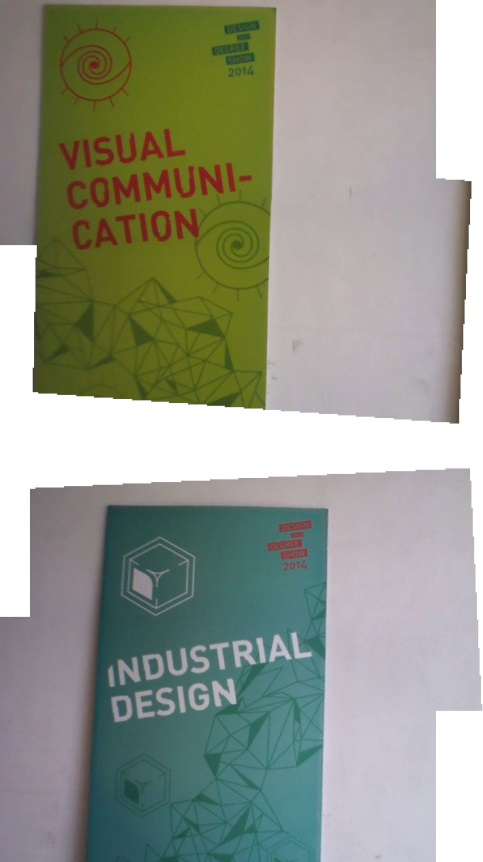 DESIGN
AND
DEGREE
SHOW
2014
VISUAL
COMMUNI-
CATION
DESIGN
AND
DEGREE
SHOW
2014
INDUSTRIAL
DESIGN